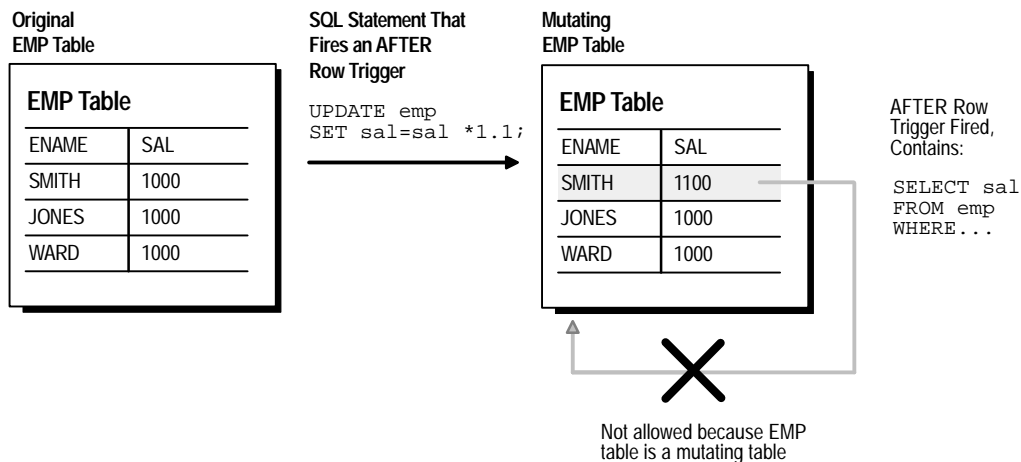 Original
EMP Table
EMP Table
ENAME SAL
SMITH 1000
JONES 1000
WARD 1000
SQL Statement That
Fires an AFTER
Row Trigger
UPDATE emp
SET sal=sal *1.1;
Mutating
EMP Table
EMP Table
ENAME SAL
SMITH 1100
JONES 1000
WARD 1000
AFTER Row
Trigger Fired,
Contains:
SELECT sal
FROM emp
WHERE...
Not allowed because EMP
table is a mutating table